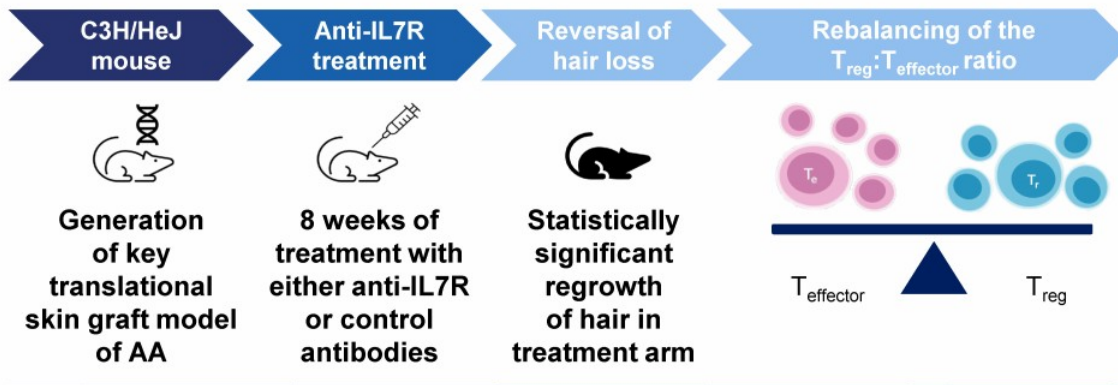 C3H/HeJ
mouse
Anti-IL7R
treatment
Reversal of
hair loss
Rebalancing of the
Treg:Teffector ratio
Generation
of key
translational
skin graft model
of AA
8 weeks of
treatment with
either anti-IL7R
or control
antibodies
Statistically
significant
regrowth
of hair in
treatment arm
Te
Tr
Teffector
Treg